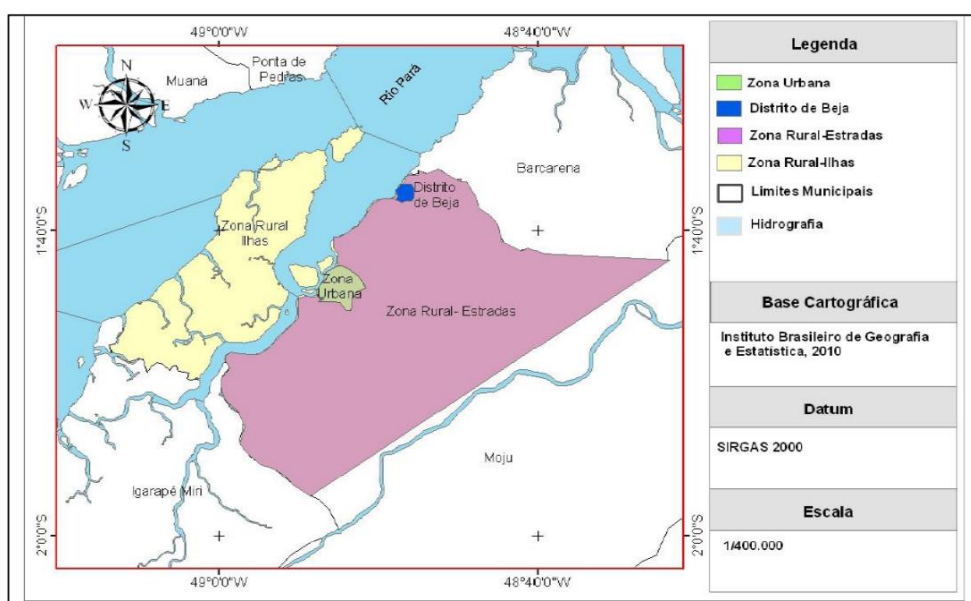 49°0'0"W
48°40'0"W
Ponta de
Pedras
Muaná
Rio Pará
N
W
E
S
Barcarena
Distrito
de Beja
1°40'0"S
1°40'0"S
Zona Rural
Ilhas
Zona
Urbana
Zona Rural- Estradas
Moju
Igarapé Miri
2°0'0"S
2°0'0"S
49°0'0"W
48°40'0"W
Legenda
Zona Urbana
Distrito de Beja
Zona Rural-Estradas
Zona Rural-Ilhas
Limites Municipais
Hidrografia
Base Cartográfica
Instituto Brasileiro de Geografia
e Estatística, 2010
Datum
SIRGAS 2000
Escala
1/400.000